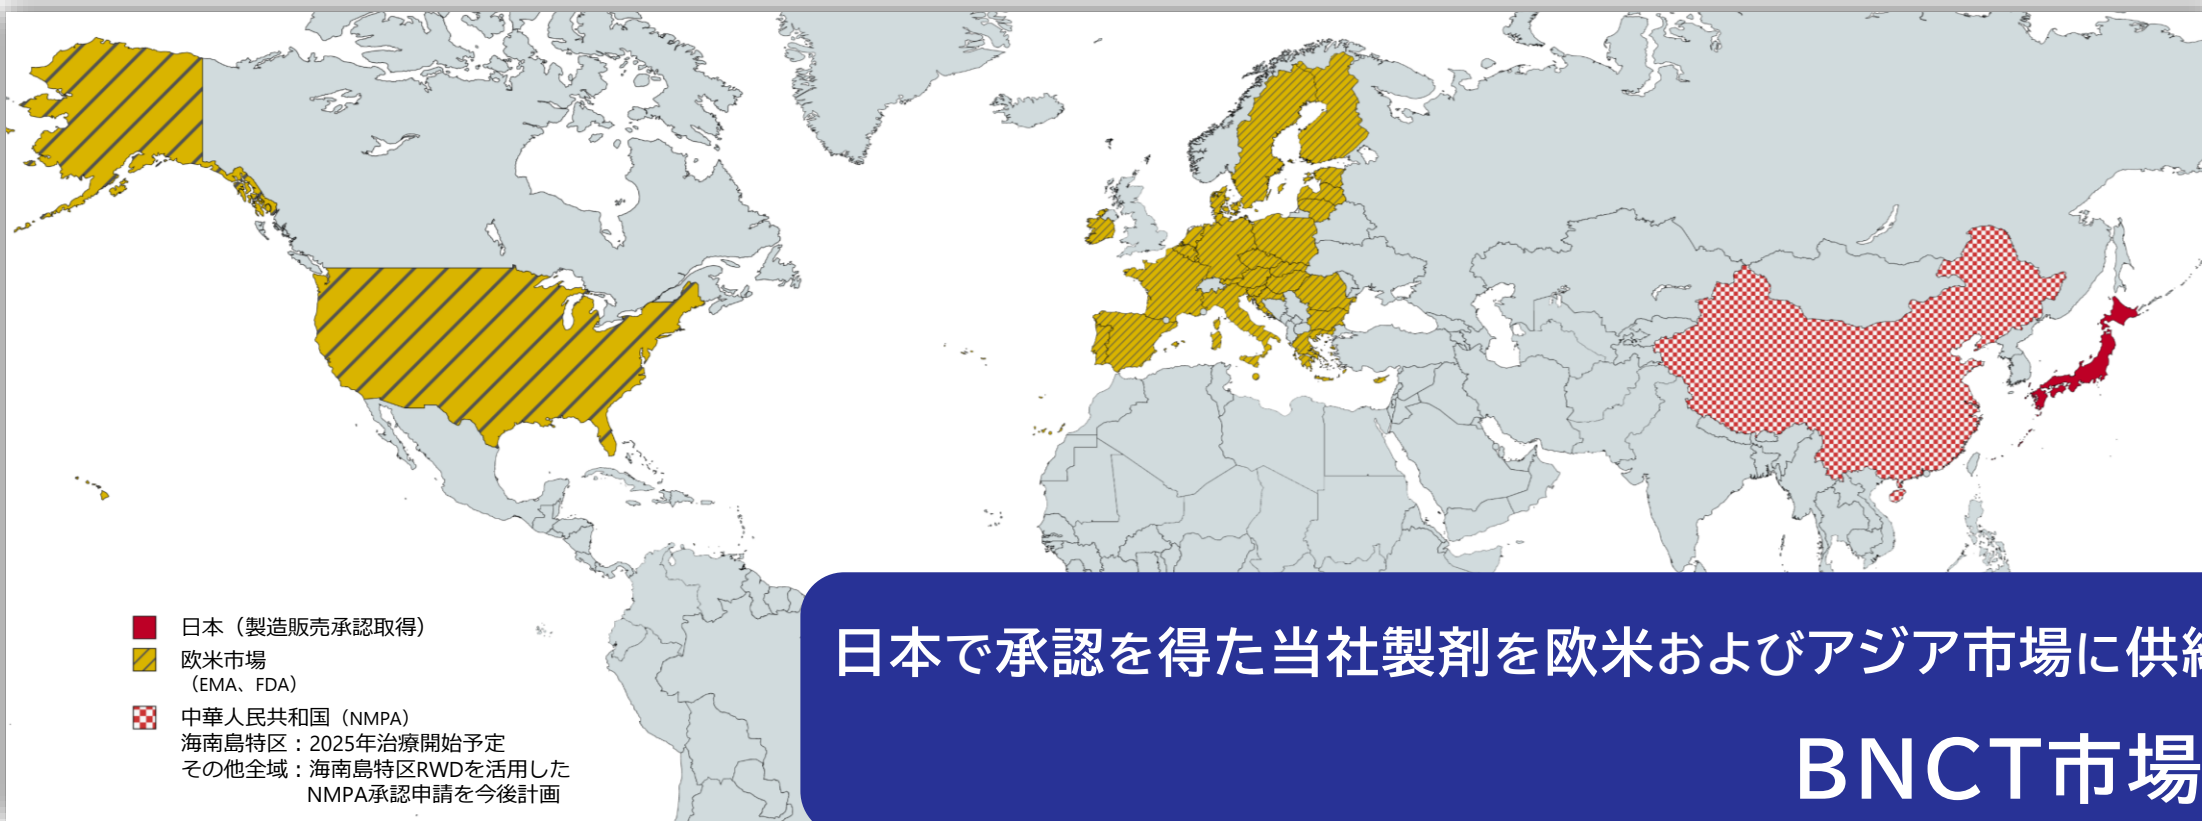 日本（製造販売承認取得）
欧米市場
（EMA、FDA）
中華人民共和国（NMPA）
海南島特区：2025年治療開始予定
その他全域：海南島特区RWDを活用した
NMPA承認申請を今後計画
日本で承認を得た当社製剤を欧米およびアジア市場に供
BNCT市場